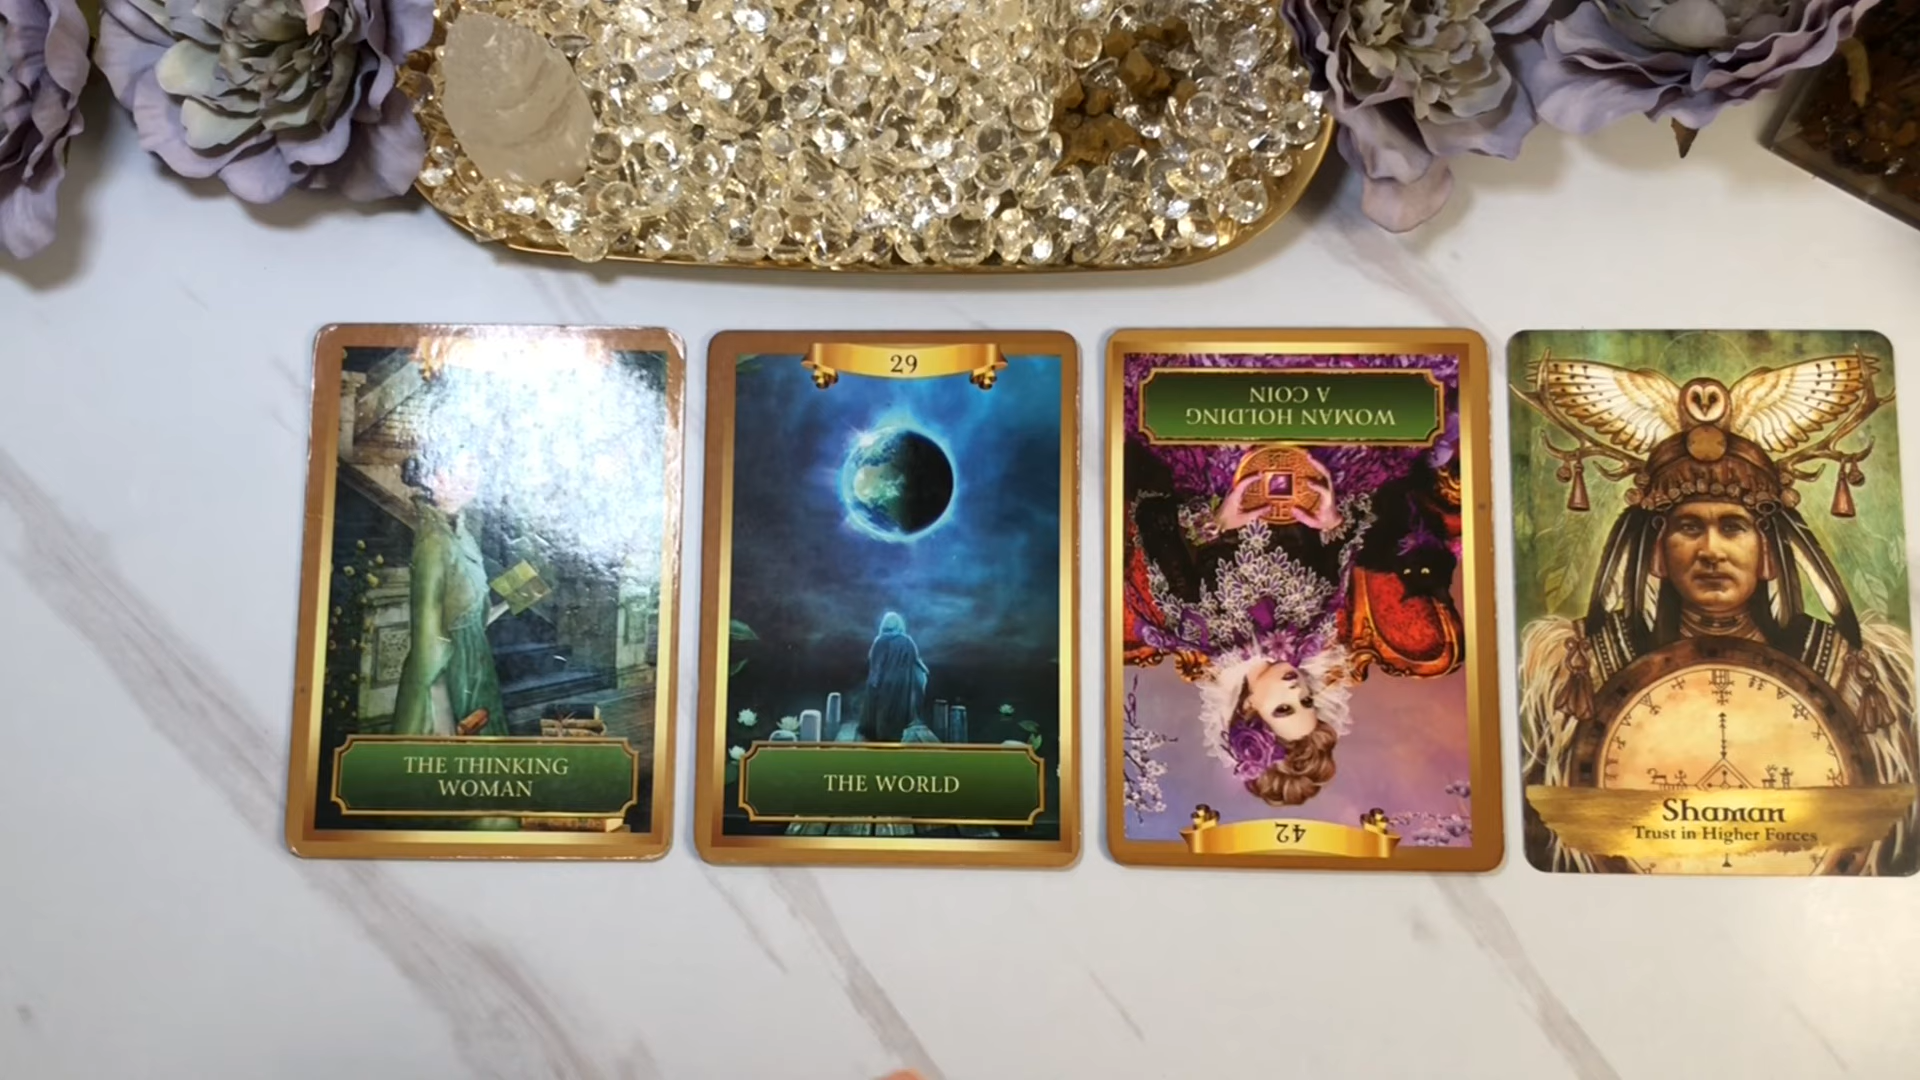 THE THINKING
WOMAN
29
THE WORLD
WOMAN HOLDING
A COIN
42
Shaman
Trust in Higher Forces